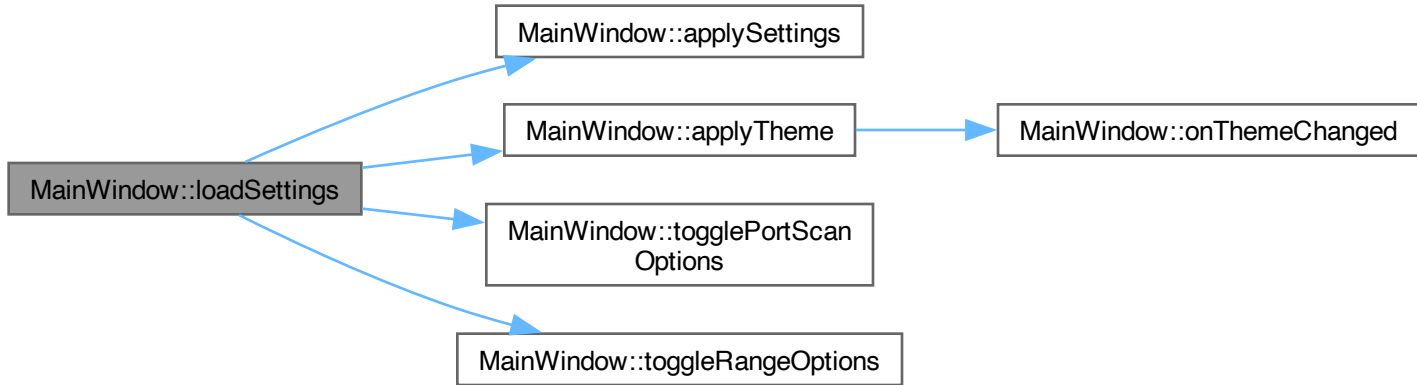 MainWindow::applySettings
MainWindow::applyTheme
MainWindow::onThemeChanged
MainWindow::loadSettings
MainWindow::togglePortScan
Options
MainWindow::toggleRangeOptions